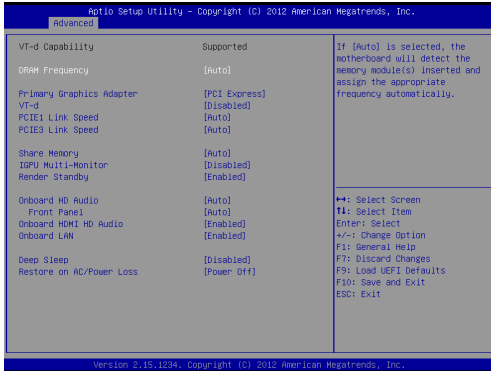 Aptio Setup Utility – Copyright (C) 2012 American Megatrends, Inc.
Advanced
VT-d Capability Supported
DRAM Frequency [Auto]
Primary Graphics Adapter [PCI Express]
VT-d [Disabled]
PCIE1 Link Speed [Auto]
PCIE3 Link Speed [Auto]
Share Memory [Auto]
IGPU Multi-Monitor [Disabled]
Render Standby [Enabled]
Onboard HD Audio [Auto]
Front Panel [Auto]
Onboard HDMI HD Audio [Enabled]
Onboard LAN [Enabled]
Deep Sleep [Disabled]
Restore on AC/Power Loss [Power Off]
If [Auto] is selected, the
motherboard will detect the
memory module(s) inserted and
assign the appropriate
frequency automatically.
↔: Select Screen
↑↓: Select Item
Enter: Select
+/-: Change Option
F1: General Help
F7: Discard Changes
F9: Load UEFI Defaults
F10: Save and Exit
ESC: Exit
Version 2.15.1234. Copyright (C) 2012 American Megatrends, Inc.